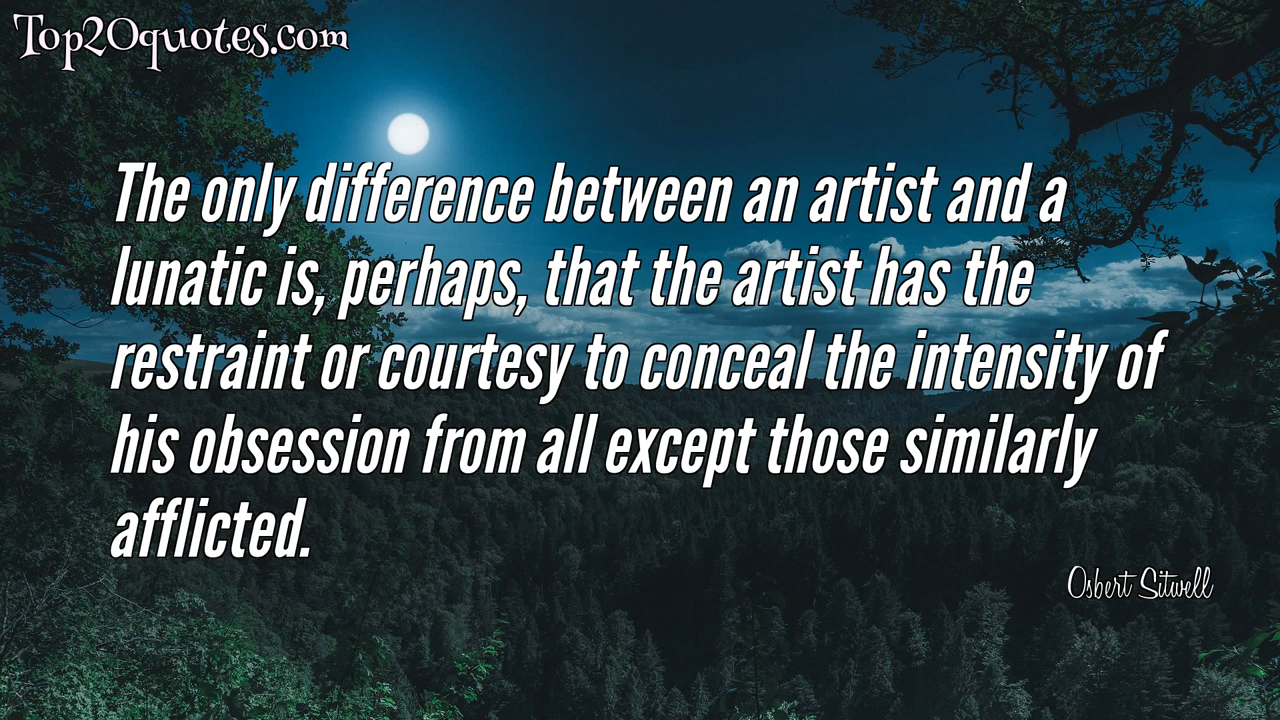 Top20quotes.com
The only difference between an artist and a
lunatic is, perhaps, that the artist has the
restraint or courtesy to conceal the intensity of
his obsession from all except those similarly
afflicted.
Osbert Sitwell